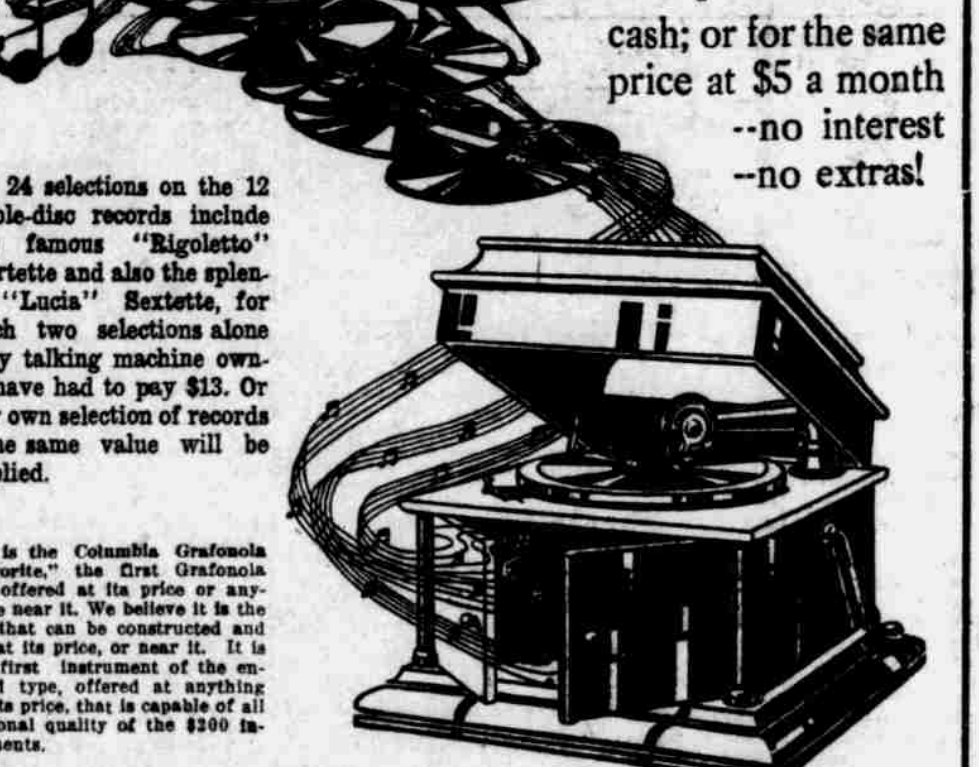 cash; or for the same
price at $5 a month
--no interest
--no extras!
24 selections on the 12
ble-disc records include
famous "Rigoletto"
rtette and also the splen-
"Lucia" Sextette, for
ch two selections alone
y talking machine own-
have had to pay $13. Or
own selection of records
e same value will be
plied.
is the Columbia Grafonola
orite," the first Grafonola
offered at its price or any-
e near it. We believe it is the
that can be constructed and
at its price, or near it. It is
first instrument of the en-
d type, offered at anything
ts price, that is capable of all
onal quality of the $200 in-
ments.